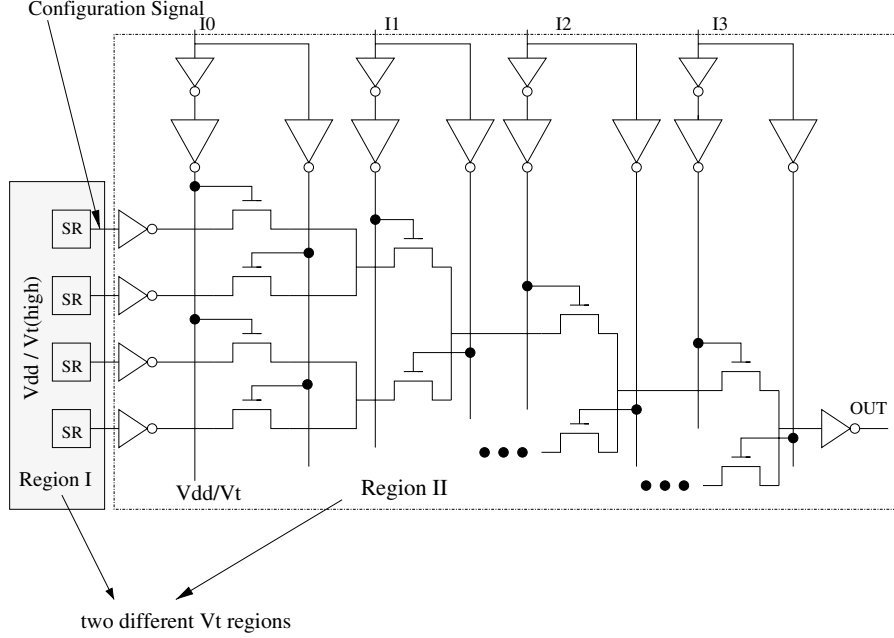 Configuration Signal
I0
I1
I2
I3
SR
SR
SR
SR
Vdd / Vt(high)
OUT
Region I
Vdd/Vt
Region II
two different Vt regions